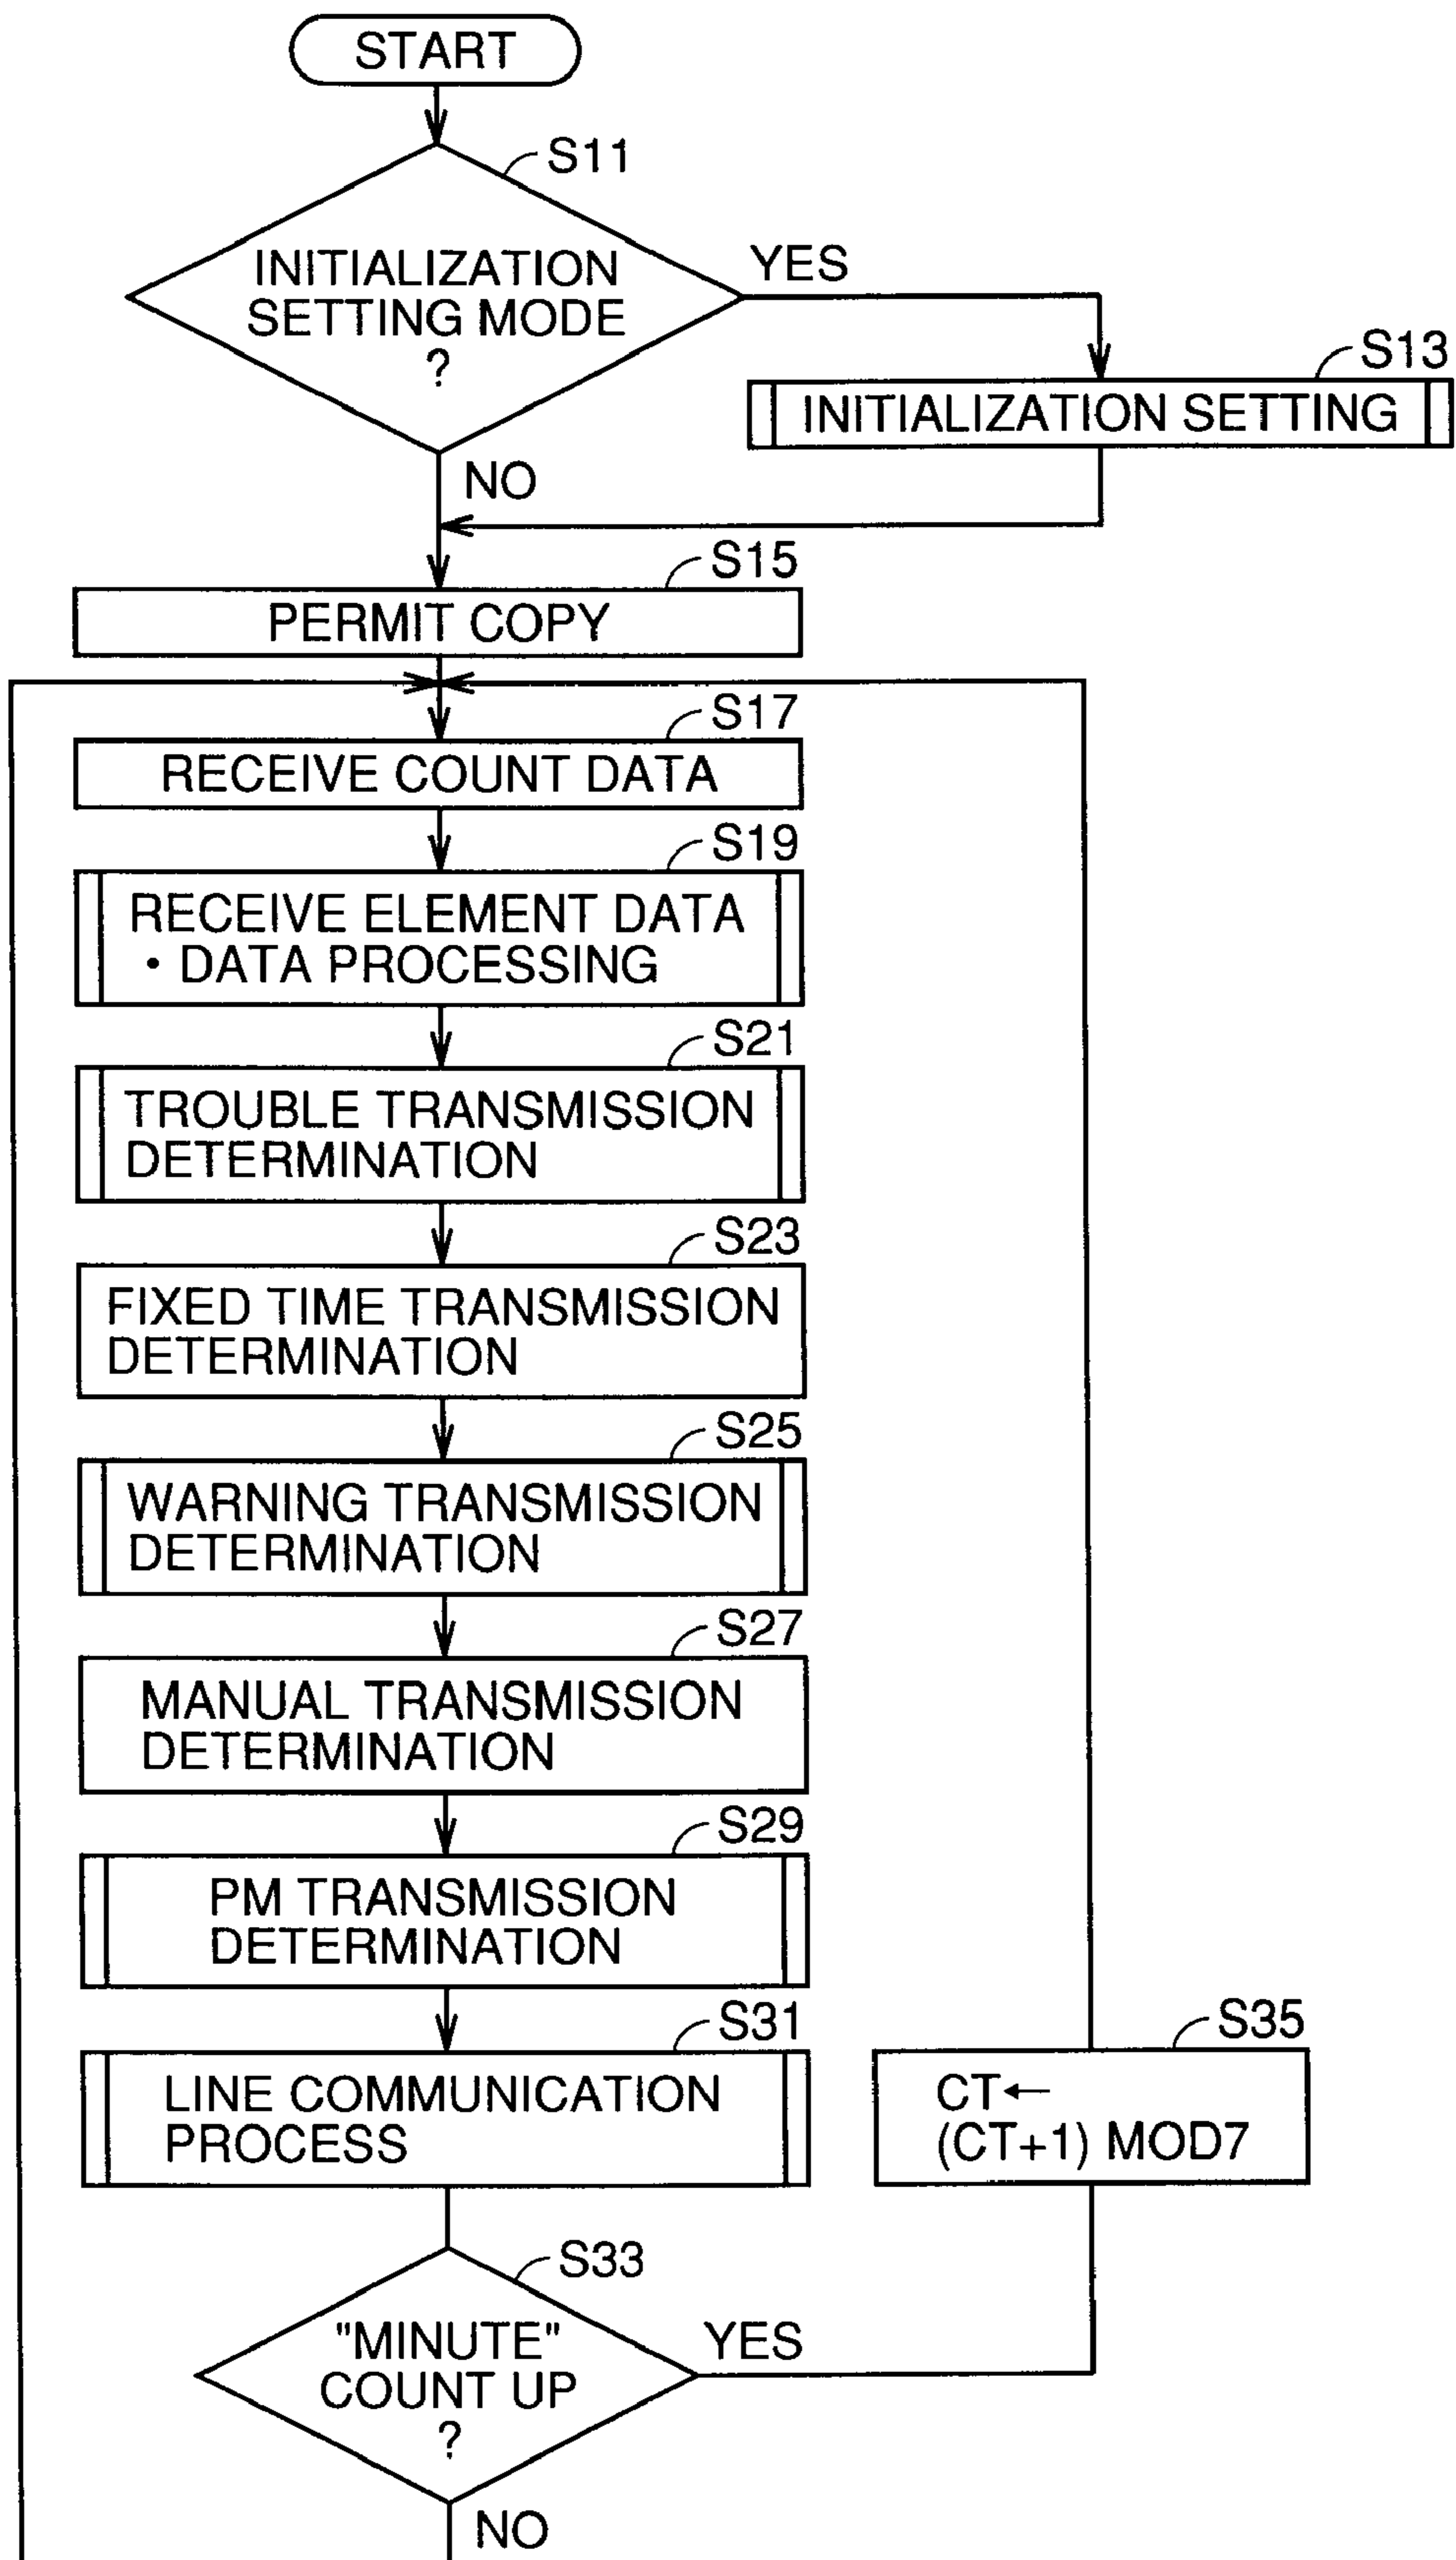 START
S11
INITIALIZATION
SETTING MODE
?
YES
S13
INITIALIZATION SETTING
NO
S15
PERMIT COPY
S17
RECEIVE COUNT DATA
S19
RECEIVE ELEMENT DATA
• DATA PROCESSING
S21
TROUBLE TRANSMISSION
DETERMINATION
S23
FIXED TIME TRANSMISSION
DETERMINATION
S25
WARNING TRANSMISSION
DETERMINATION
S27
MANUAL TRANSMISSION
DETERMINATION
S29
PM TRANSMISSION
DETERMINATION
S31
LINE COMMUNICATION
PROCESS
S35
CT←
(CT+1) MOD7
S33
"MINUTE"
COUNT UP
?
YES
NO